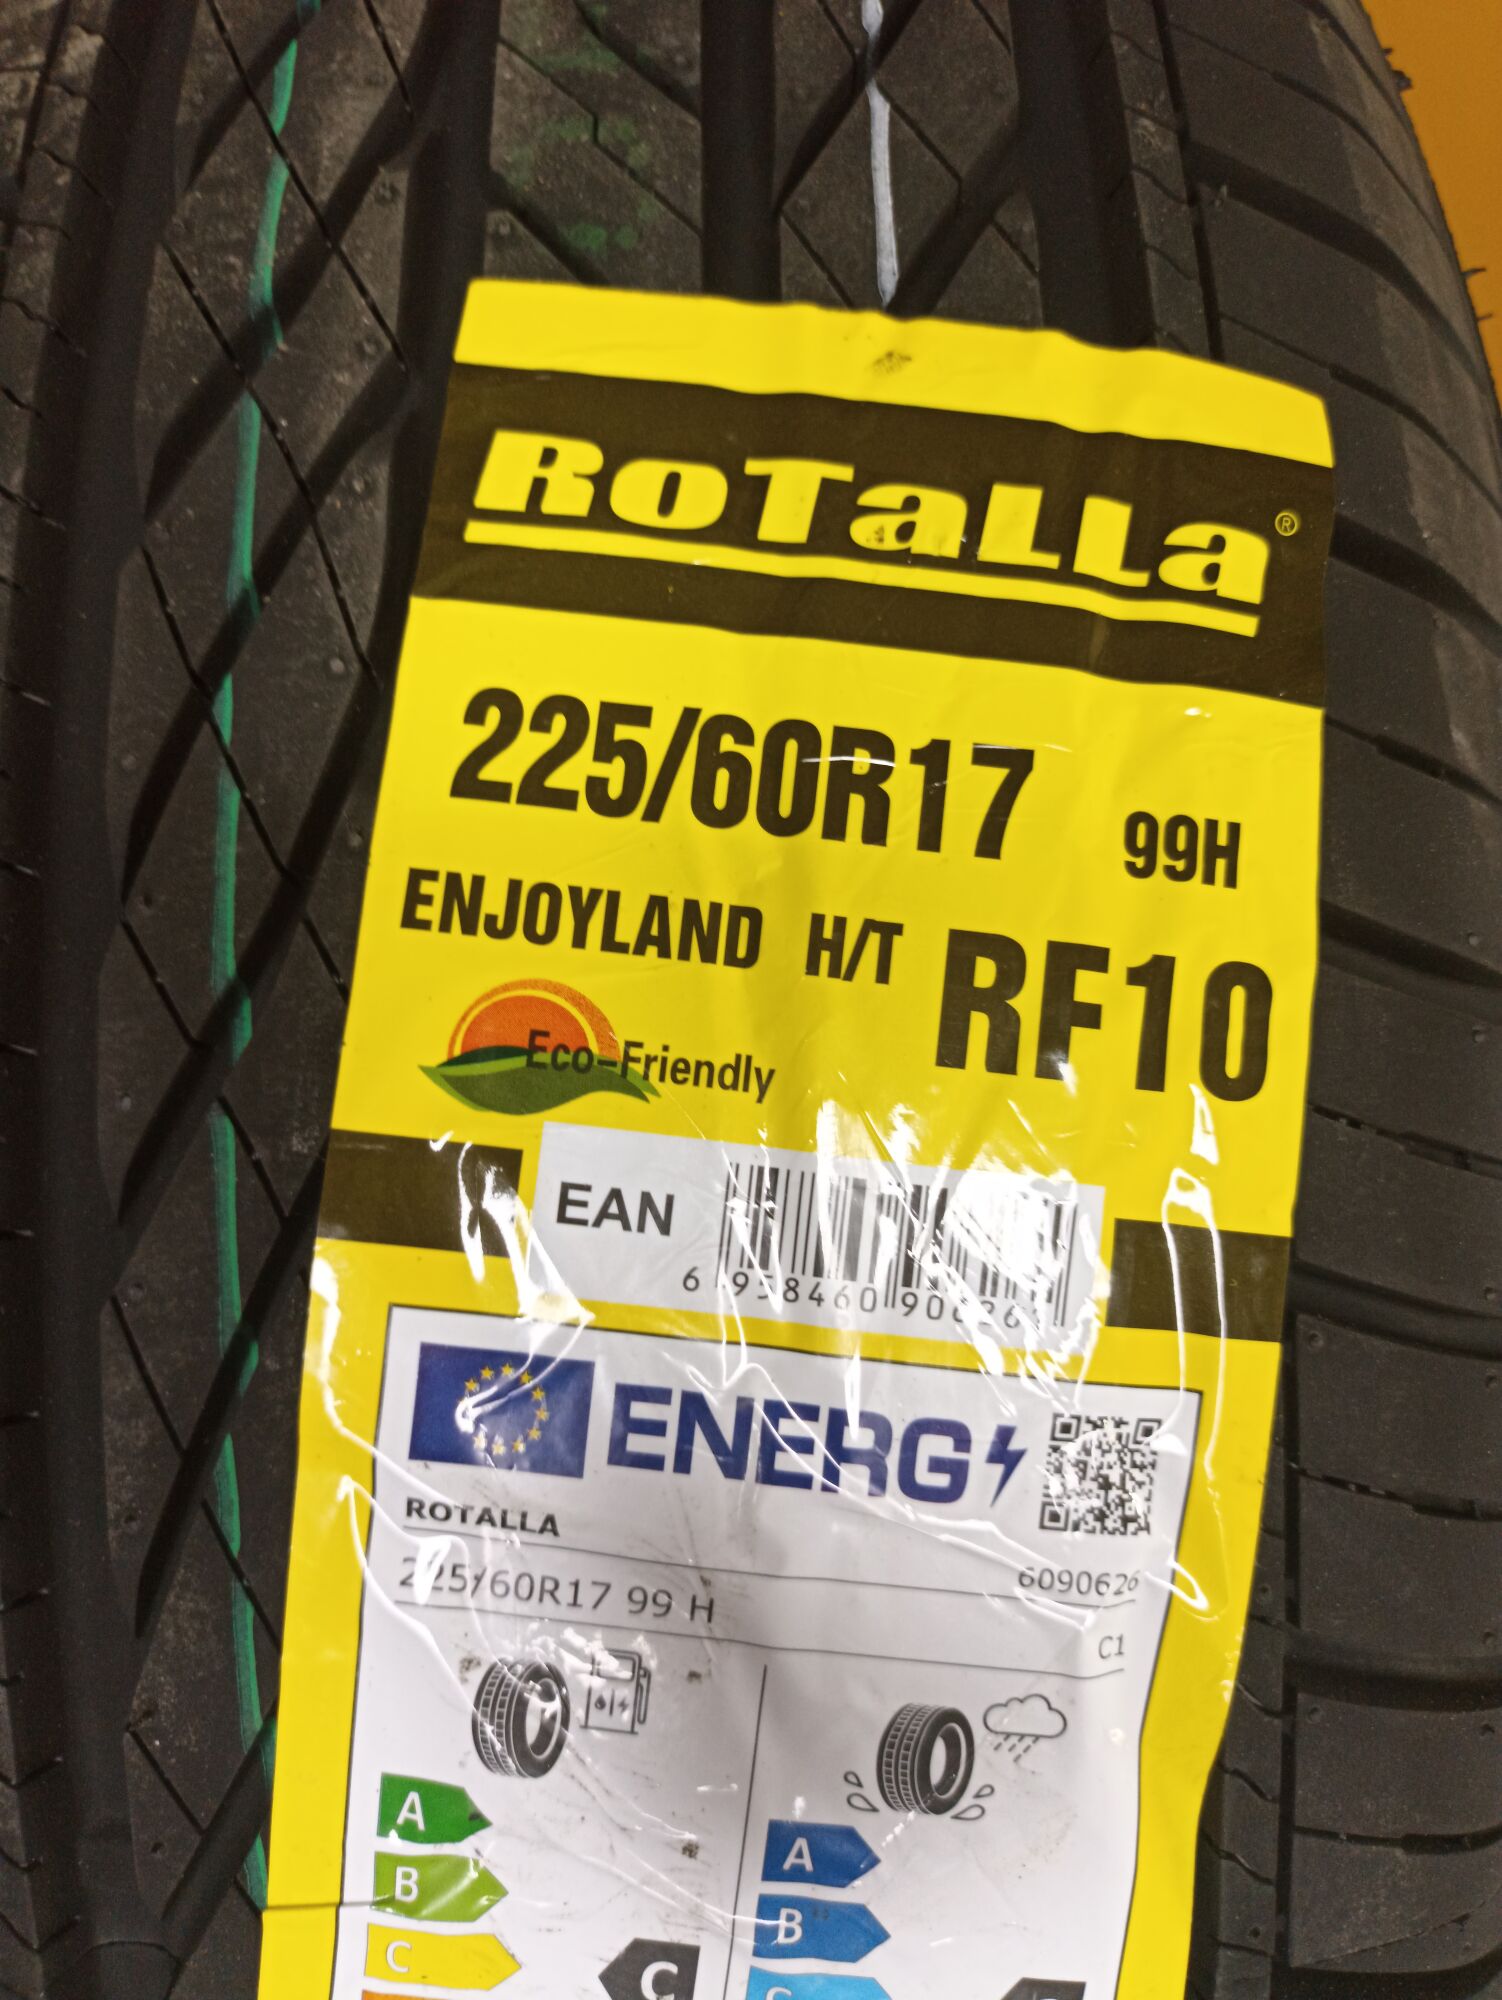 RoTaLLa®
225/60R17 99H
ENJOYLAND H/T RF10
Eco-Friendly
EAN
ENERG
ROTALLA
6090626
225/60R17 99 H
C1
A
B
C
C
A
B